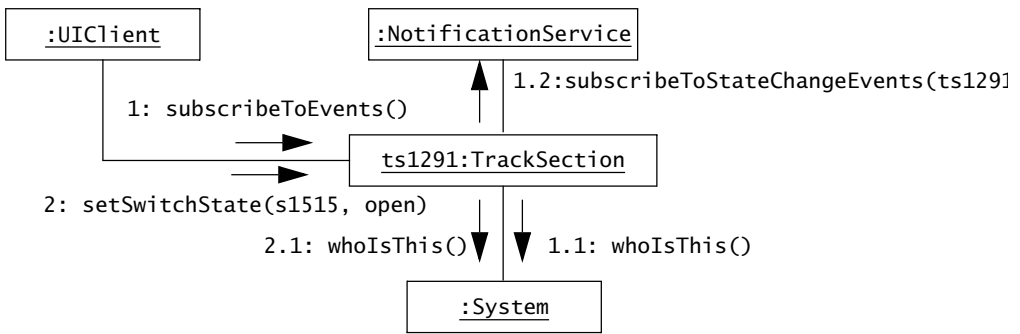 :UIClient
:NotificationService
1.2:subscribeToStateChangeEvents(ts1291
1: subscribeToEvents()
ts1291:TrackSection
2: setSwitchState(s1515, open)
2.1: whoIsThis()
1.1: whoIsThis()
:System